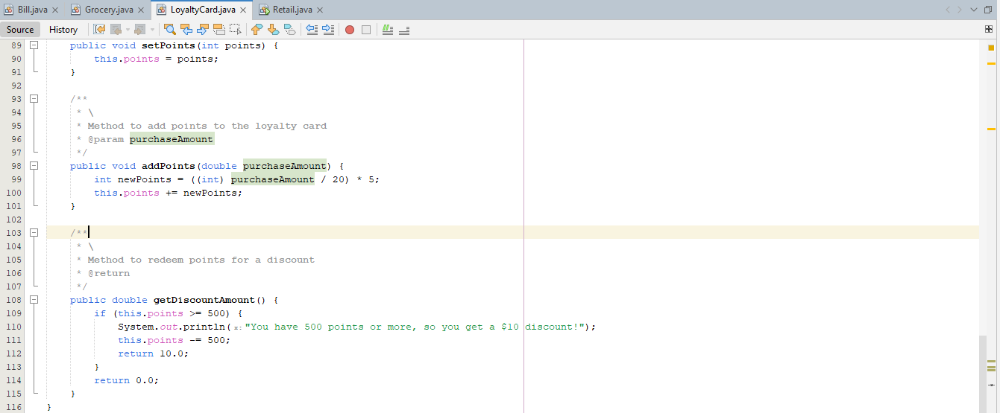 Bill.java × Grocery.java × LoyaltyCard.java × Retail.java ×
Source History
89 public void setPoints(int points) {
90 this.points = points;
91 }
92
93 /**
94 * \
95 * Method to add points to the loyalty card
96 * @param purchaseAmount
97 */
98 public void addPoints(double purchaseAmount) {
99 int newPoints = ((int) purchaseAmount / 20) * 5;
100 this.points += newPoints;
101 }
102
103 /**
104 * \
105 * Method to redeem points for a discount
106 * @return
107 */
108 public double getDiscountAmount() {
109 if (this.points >= 500) {
110 System.out.println(x: "You have 500 points or more, so you get a $10 discount!");
111 this.points -= 500;
112 return 10.0;
113 }
114 return 0.0;
115 }
116 }